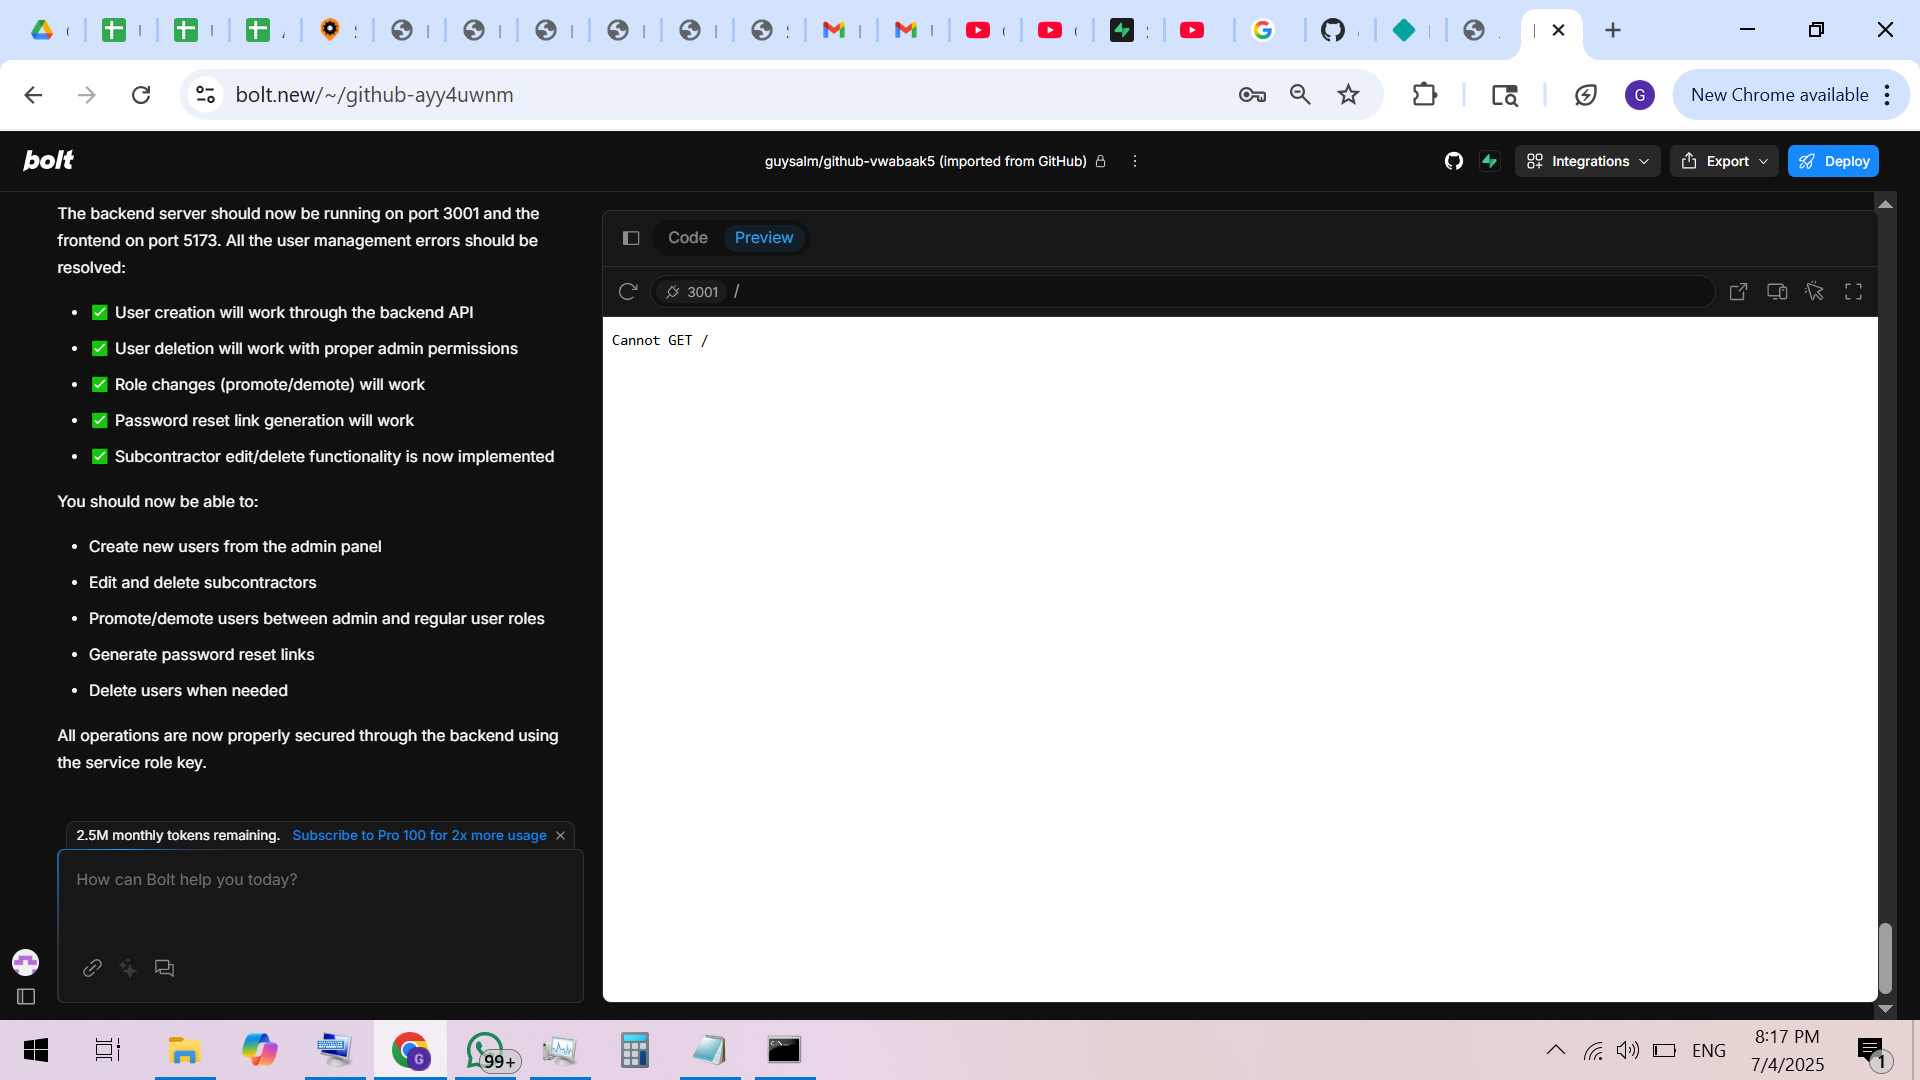 bolt.new/~/github-ayy4uwnm
G
New Chrome available
bolt
guysalm/github-vwabaak5 (imported from GitHub)
Integrations
Export
Deploy
The backend server should now be running on port 3001 and the
frontend on port 5173. All the user management errors should be
resolved:
• ✅ User creation will work through the backend API
• ✅ User deletion will work with proper admin permissions
• ✅ Role changes (promote/demote) will work
• ✅ Password reset link generation will work
• ✅ Subcontractor edit/delete functionality is now implemented
You should now be able to:
• Create new users from the admin panel
• Edit and delete subcontractors
• Promote/demote users between admin and regular user roles
• Generate password reset links
• Delete users when needed
All operations are now properly secured through the backend using
the service role key.
2.5M monthly tokens remaining. Subscribe to Pro 100 for 2x more usage
How can Bolt help you today?
Code
Preview
3001 /
Cannot GET /
G
99+
ENG
8:17 PM
7/4/2025
1